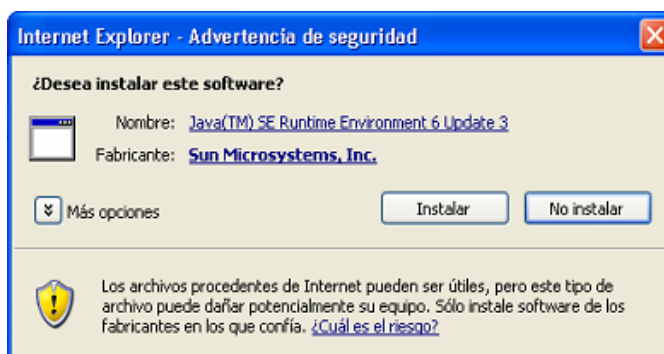 Internet Explorer - Advertencia de seguridad
¿Desea instalar este software?
Nombre: Java(TM) SE Runtime Environment 6 Update 3
Fabricante: Sun Microsystems, Inc.
Más opciones
Instalar
No instalar
Los archivos procedentes de Internet pueden ser útiles, pero este tipo de
archivo puede dañar potencialmente su equipo. Sólo instale software de los
fabricantes en los que confía. ¿Cuál es el riesgo?